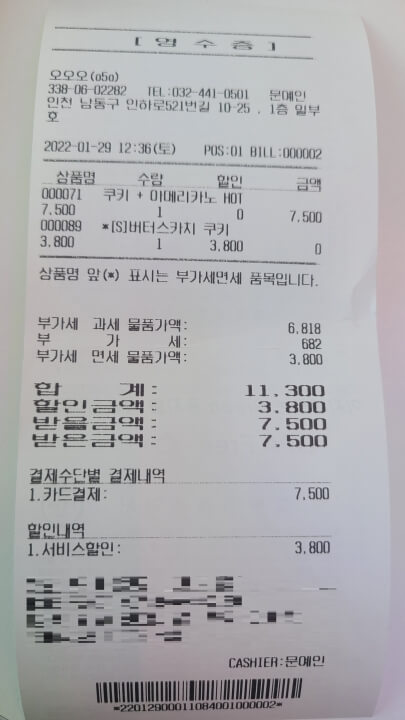 [ 영 수 증 ]
오오오(o5o)
338-06-02282 TEL:032-441-0501 문예인
인천 남동구 인하로521번길 10-25 , 1층 일부
호
2022-01-29 12:36(토) POS:01 BILL:000002
상품명 수량 할인 금액
000071 쿠키 + 아메리카노 HOT
7.500 1 0 7,500
000089 *[S]버터스카치 쿠키
3.800 1 3.800 0
상품명 앞(*) 표시는 부가세면세 품목입니다.
부가세 과세 물품가액: 6,818
부 가 세: 682
부가세 면세 물품가액: 3,800
합 계: 11,300
할인금액: 3.800
받을금액: 7.500
받은금액: 7.500
결제수단별 결제내역
1.카드결제: 7,500
할인내역
1.서비스할인: 3,800
CASHIER:문예인
*2201290001108400100002*